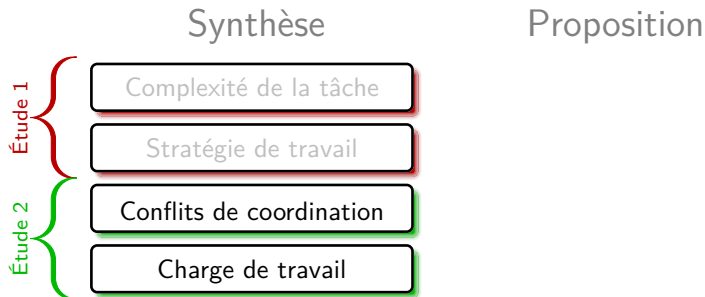 Synthèse
Proposition
Étude 1
Complexité de la tâche
Stratégie de travail
Étude 2
Conflits de coordination
Charge de travail